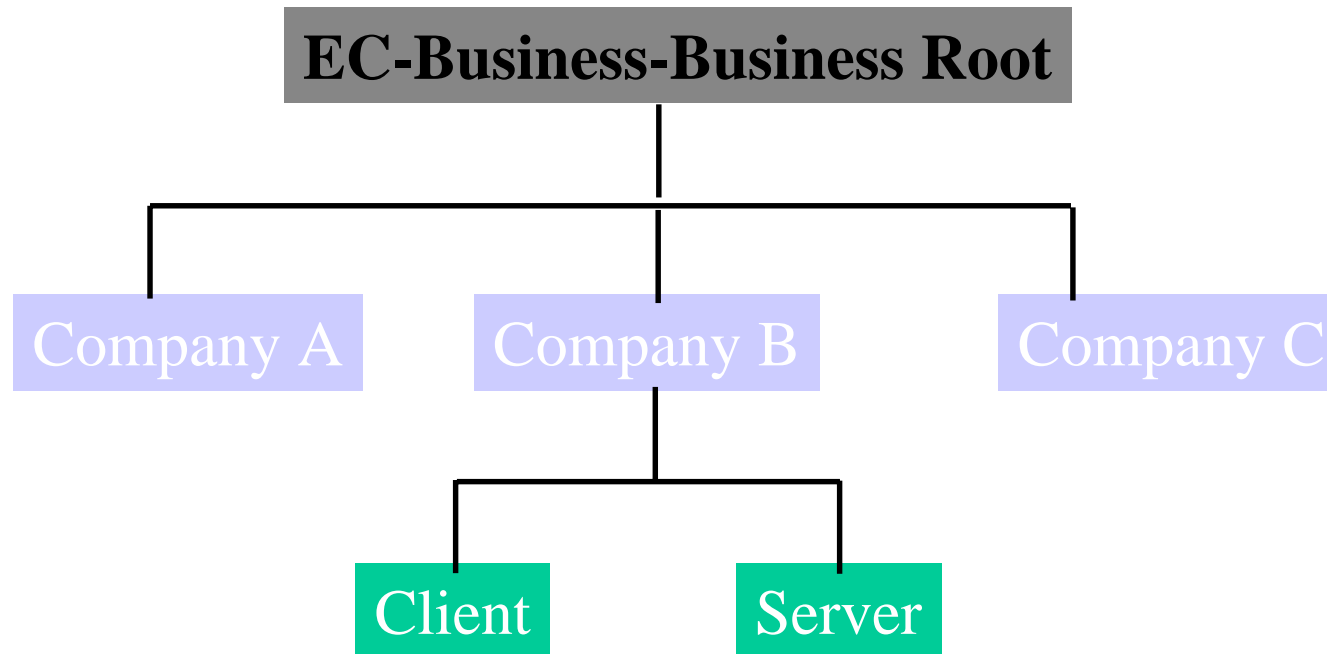 EC-Business-Business Root
Company A
Company B
Company C
Client
Server